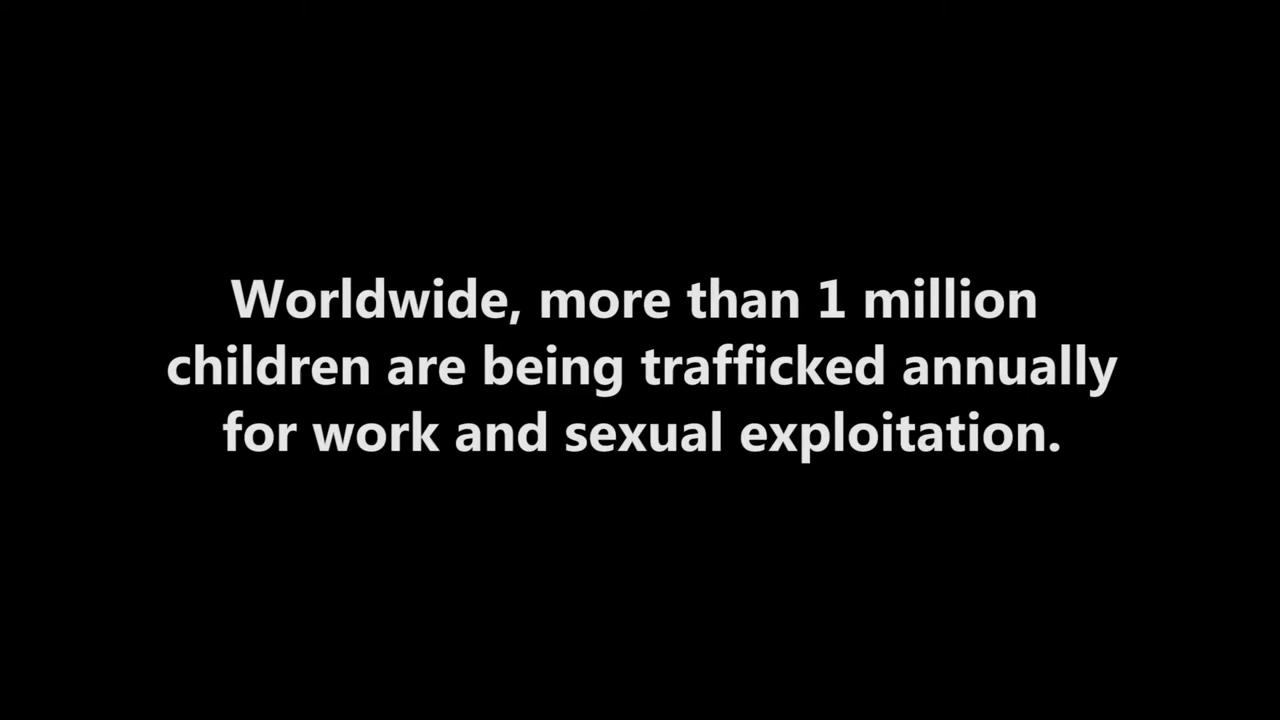 Worldwide, more than 1 million
children are being trafficked annually
for work and sexual exploitation.